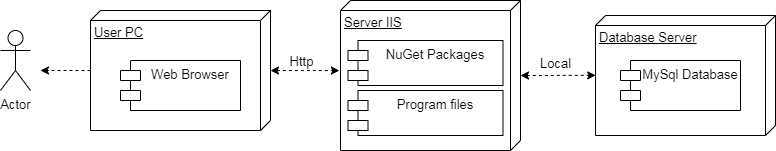 User PC
Web Browser
Actor
Http
Server IIS
NuGet Packages
Program files
Local
Database Server
MySql Database